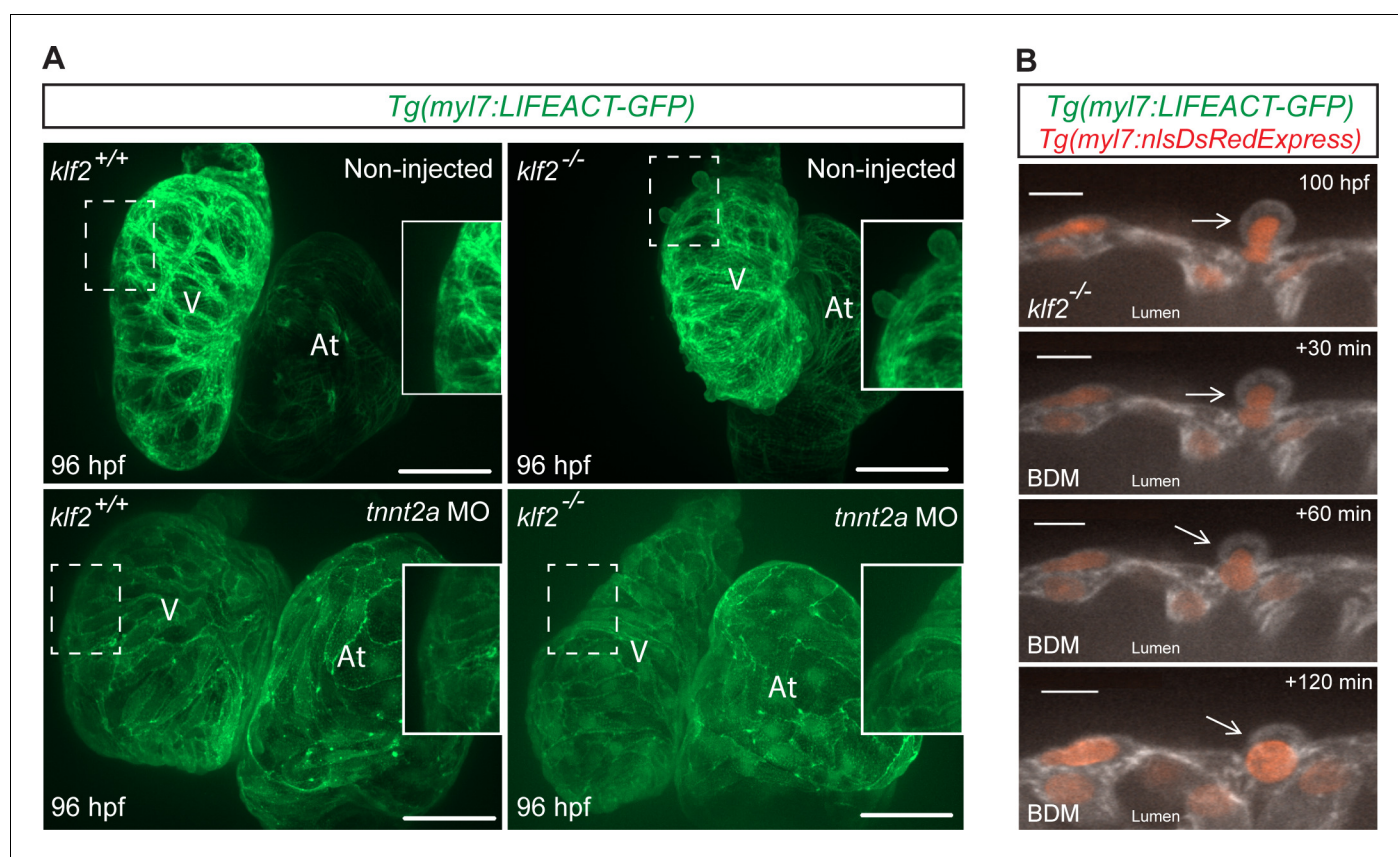 A
Tg(myl7:LIFEACT-GFP)
klf2+/+
Non-injected
V
At
96 hpf
klf2-/-
Non-injected
V
At
96 hpf
klf2+/+
tnnt2a MO
V
At
96 hpf
klf2-/-
tnnt2a MO
V
At
96 hpf
B
Tg(myl7:LIFEACT-GFP)
Tg(myl7:nlsDsRedExpress)
100 hpf
klf2-/-
Lumen
+30 min
BDM
Lumen
+60 min
BDM
Lumen
+120 min
BDM
Lumen